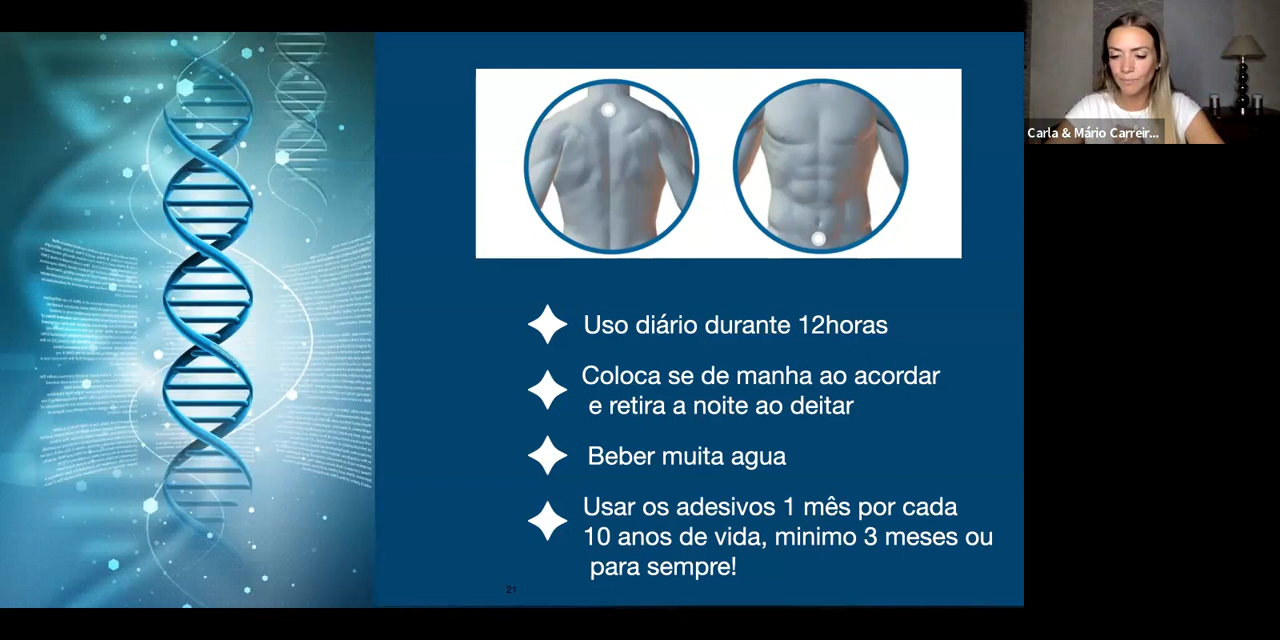 Carla & Mário Carreir...
Uso diário durante 12horas
Coloca se de manha ao acordar
e retira a noite ao deitar
Beber muita agua
Usar os adesivos 1 mês por cada
10 anos de vida, minimo 3 meses ou
para sempre!
21